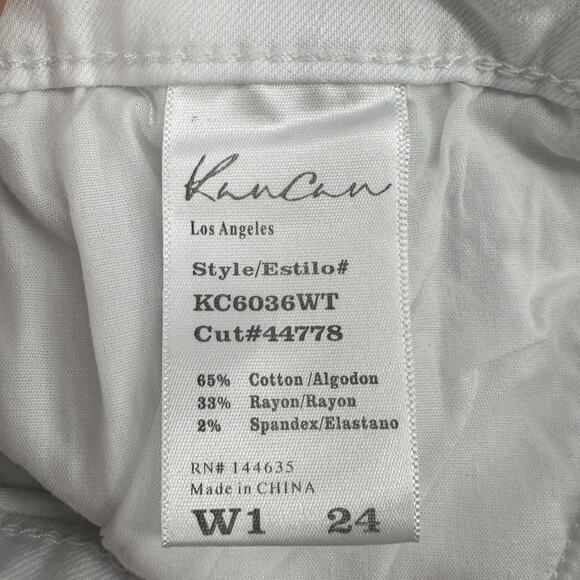 KanCan
Los Angeles
Style/Estilo#
KC6036WT
Cut#44778
65% Cotton/Algodon
33% Rayon/Rayon
2% Spandex/Elastano
RN# 144635
Made in CHINA
W1 24